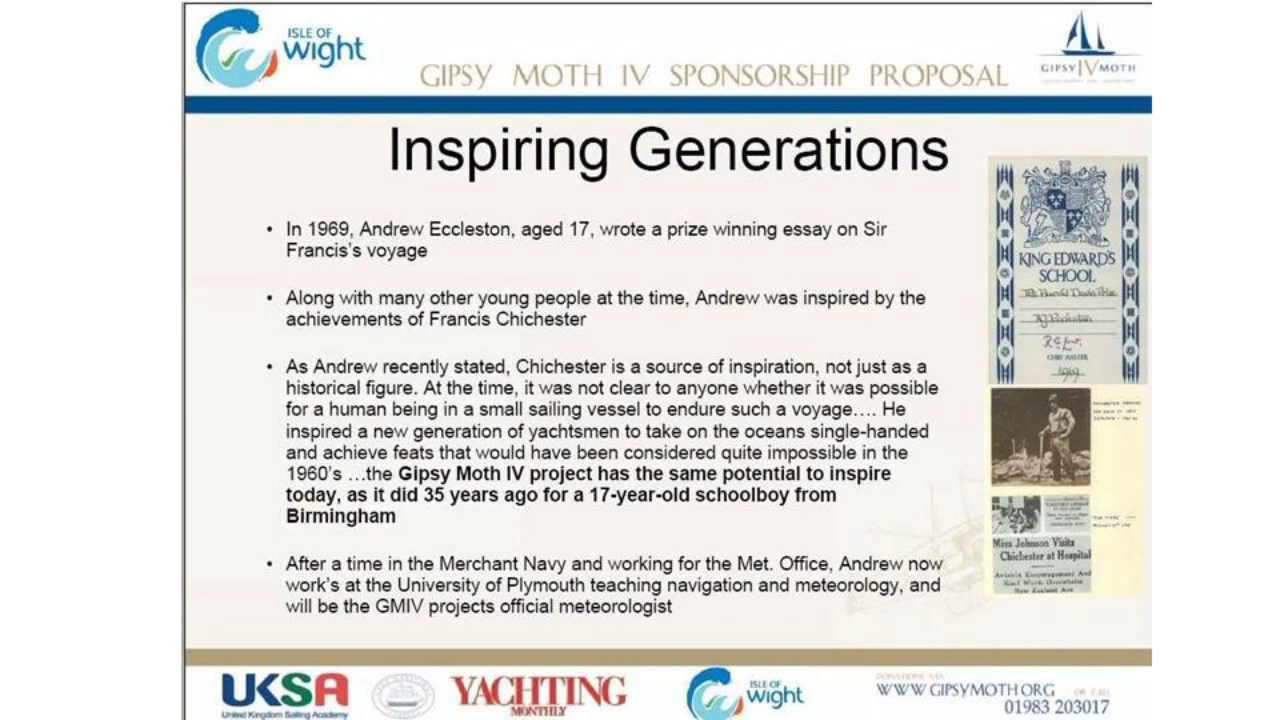 ISLE OF
wight
GIPSY MOTH IV SPONSORSHIP PROPOSAL
GIPSY IV MOTH
Inspiring Generations
• In 1969, Andrew Eccleston, aged 17, wrote a prize winning essay on Sir
Francis's voyage
• Along with many other young people at the time, Andrew was inspired by the
achievements of Francis Chichester
• As Andrew recently stated, Chichester is a source of inspiration, not just as a
historical figure. At the time, it was not clear to anyone whether it was possible
for a human being in a small sailing vessel to endure such a voyage…. He
inspired a new generation of yachtsmen to take on the oceans single-handed
and achieve feats that would have been considered quite impossible in the
1960's …the Gipsy Moth IV project has the same potential to inspire
today, as it did 35 years ago for a 17-year-old schoolboy from
Birmingham
• After a time in the Merchant Navy and working for the Met. Office, Andrew now
work's at the University of Plymouth teaching navigation and meteorology, and
will be the GMIV projects official meteorologist
KING EDWARD'S
SCHOOL
CHIEF MASTER
1969
Miss Johnson Visits
Chichester at Hospital
UKSA
United Kingdom Sailing Academy
YACHTING
MONTHLY
ISLE OF
wight
WWW.GIPSYMOTH.ORG OR CALL
01983 203017